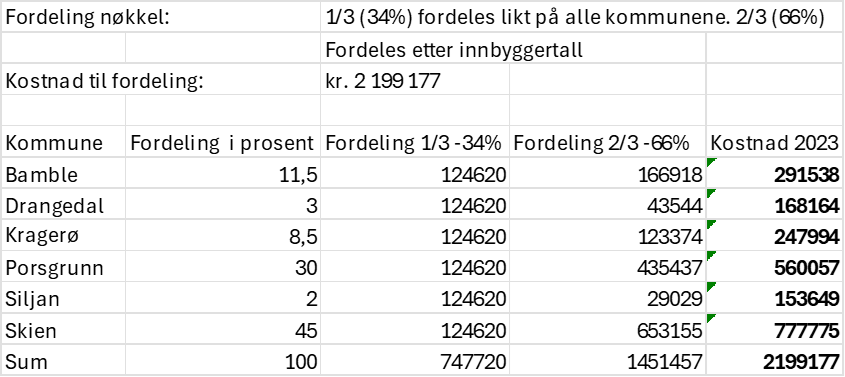 Fordeling nøkkel: 1/3 (34%) fordeles likt på alle kommunene. 2/3 (66%)
Fordeles etter innbyggertall
Kostnad til fordeling: kr. 2 199 177
Kommune Fordeling i prosent Fordeling 1/3 -34% Fordeling 2/3 -66% Kostnad 2023
Bamble 11,5 124620 166918 291538
Drangedal 3 124620 43544 168164
Kragerø 8,5 124620 123374 247994
Porsgrunn 30 124620 435437 560057
Siljan 2 124620 29029 153649
Skien 45 124620 653155 777775
Sum 100 747720 1451457 2199177